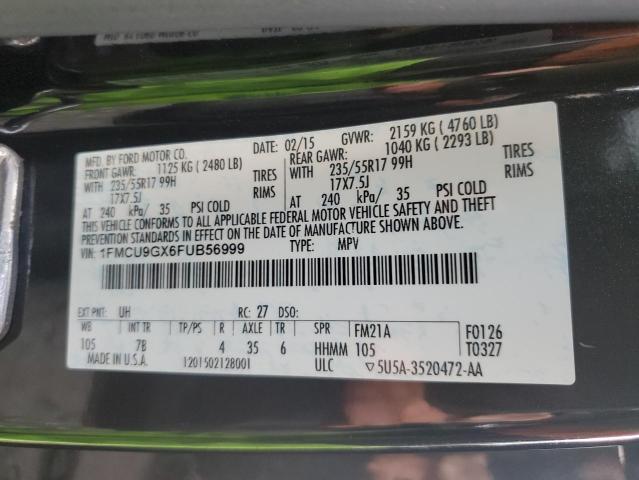 MFD. BY FORD MOTOR CO.
MFD. BY FORD MOTOR CO. DATE: 02/15 GVWR: 2159 KG ( 4760 LB)
FRONT GAWR: 1125 KG ( 2480 LB) REAR GAWR: 1040 KG ( 2293 LB)
WITH 235/55R17 99H TIRES WITH 235/55R17 99H TIRES
17X7.5J RIMS 17X7.5J RIMS
AT 240 kPa/ 35 PSI COLD AT 240 kPa/ 35 PSI COLD
THIS VEHICLE CONFORMS TO ALL APPLICABLE FEDERAL MOTOR VEHICLE SAFETY AND THEFT
PREVENTION STANDARDS IN EFFECT ON THE DATE OF MANUFACTURE SHOWN ABOVE.
VIN: 1FMCU9GX6FUB56999 TYPE: MPV
EXT PNT: UH RC: 27 DSO:
WB INT TR TP/PS R AXLE TR SPR FM21A F0126
105 7B 4 35 6 HHMM 105 T0327
MADE IN U.S.A. 1201502128001 ULC 5U5A-3520472-AA